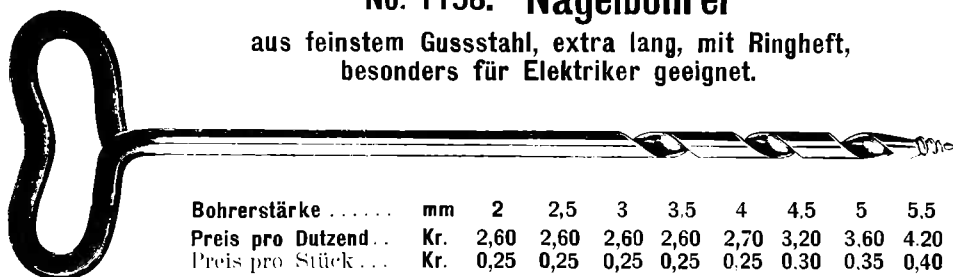 No. 1158. Nagelbohrer
aus feinstem Gussstahl, extra lang, mit Ringheft,
besonders für Elektriker geeignet.
Bohrerstärke ...... mm 2 2,5 3 3,5 4 4,5 5 5,5
Preis pro Dutzend.. Kr. 2,60 2,60 2,60 2,60 2,70 3,20 3.60 4.20
Preis pro Stück... Kr. 0,25 0,25 0,25 0,25 0.25 0.30 0.35 0,40